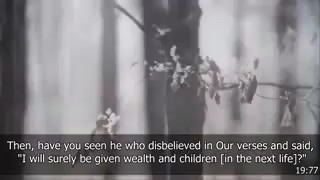 Then, have you seen he who disbelieved in Our verses and said,
"I will surely be given wealth and children [in the next life]?"
19:77